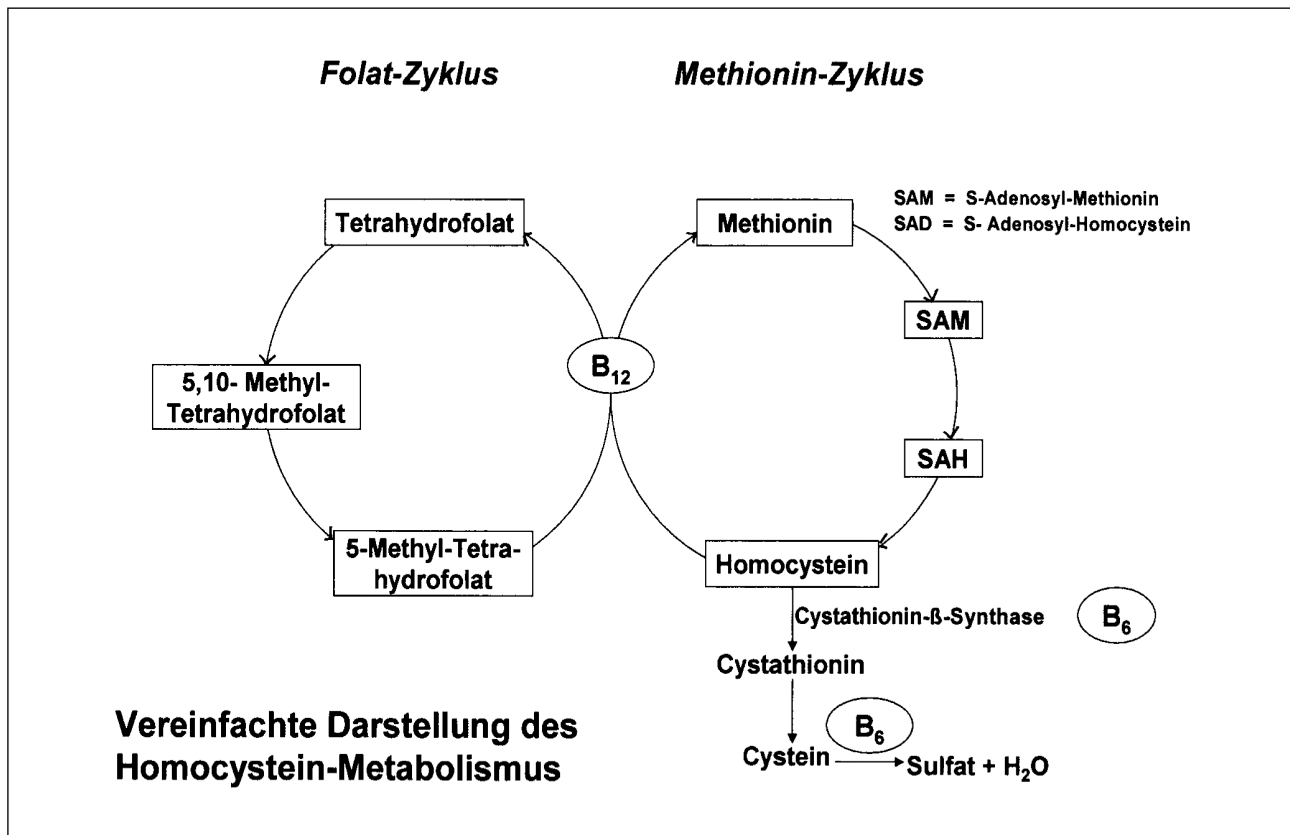 Folat-Zyklus
Methionin-Zyklus
SAM = S-Adenosyl-Methionin
SAD = S- Adenosyl-Homocystein
Tetrahydrofolat
Methionin
SAM
B₁₂
5,10- Methyl-
Tetrahydrofolat
SAH
5-Methyl-Tetra-
hydrofolat
Homocystein
Cystathionin-ß-Synthase
B₆
Cystathionin
B₆
Cystein
Sulfat + H₂O
Vereinfachte Darstellung des
Homocystein-Metabolismus